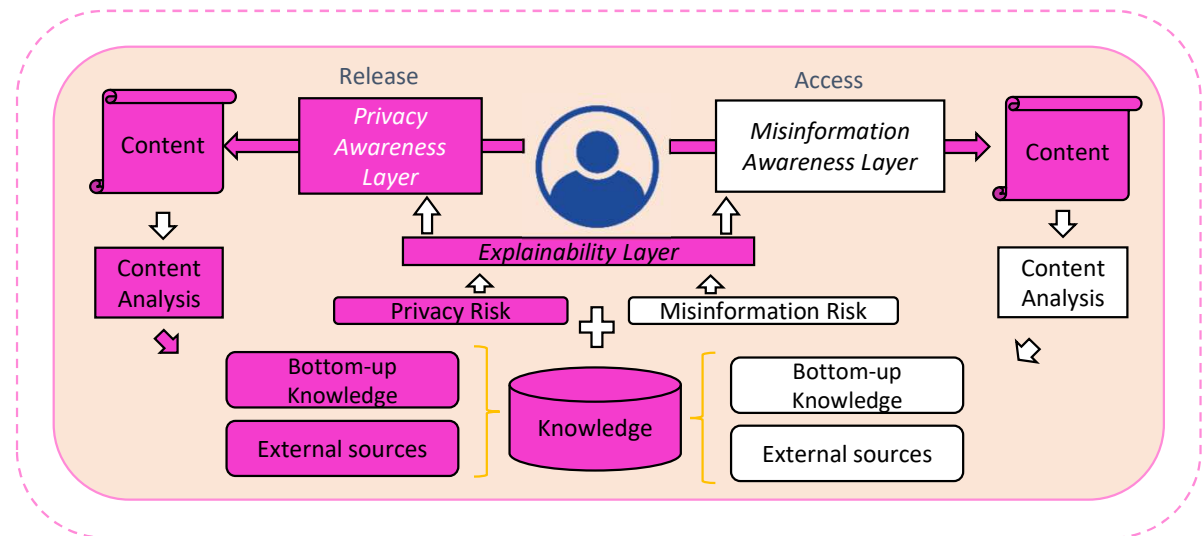 Release
Access
Content
Privacy
Awareness
Layer
Misinformation
Awareness Layer
Content
Explainability Layer
Content
Analysis
Content
Analysis
Privacy Risk
Misinformation Risk
Bottom-up
Knowledge
Knowledge
Bottom-up
Knowledge
External sources
External sources